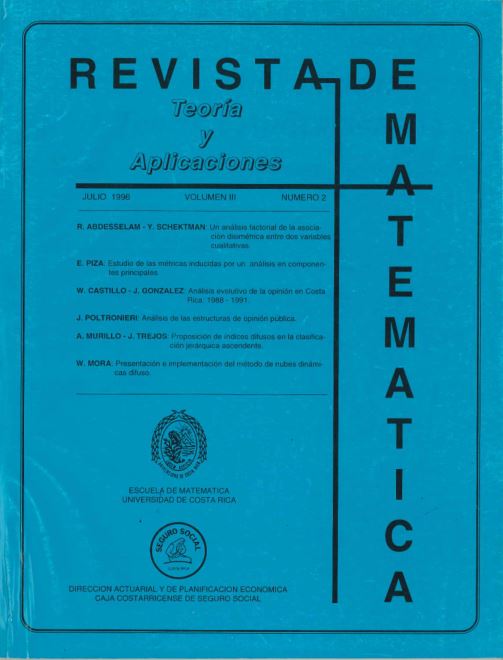 REVISTA DE
MATEMATICA
Teoría
y
Aplicaciones
JULIO 1996 VOLUMEN III NUMERO 2
R. ABDESSELAM - Y. SCHEKTMAN: Un análisis factorial de la asocia-
ción disimétrica entre dos variables
cualitativas.
E. PIZA: Estudio de las métricas inducidas por un análisis en componen-
tes principales
W. CASTILLO - J. GONZALEZ: Análisis evolutivo de la opinión en Costa
Rica: 1988 - 1991.
J. POLTRONIERI: Análisis de las estructuras de opinión pública.
A. MURILLO - J. TREJOS: Proposición de índices difusos en la clasifica-
ción jerárquica ascendente.
W. MORA: Presentación e implementación del método de nubes dinámi-
cas difuso.
ESCUELA DE MATEMATICA
UNIVERSIDAD DE COSTA RICA
SEGURO SOCIAL
COSTA RICA
DIRECCION ACTUARIAL Y DE PLANIFICACION ECONOMICA
CAJA COSTARRICENSE DE SEGURO SOCIAL